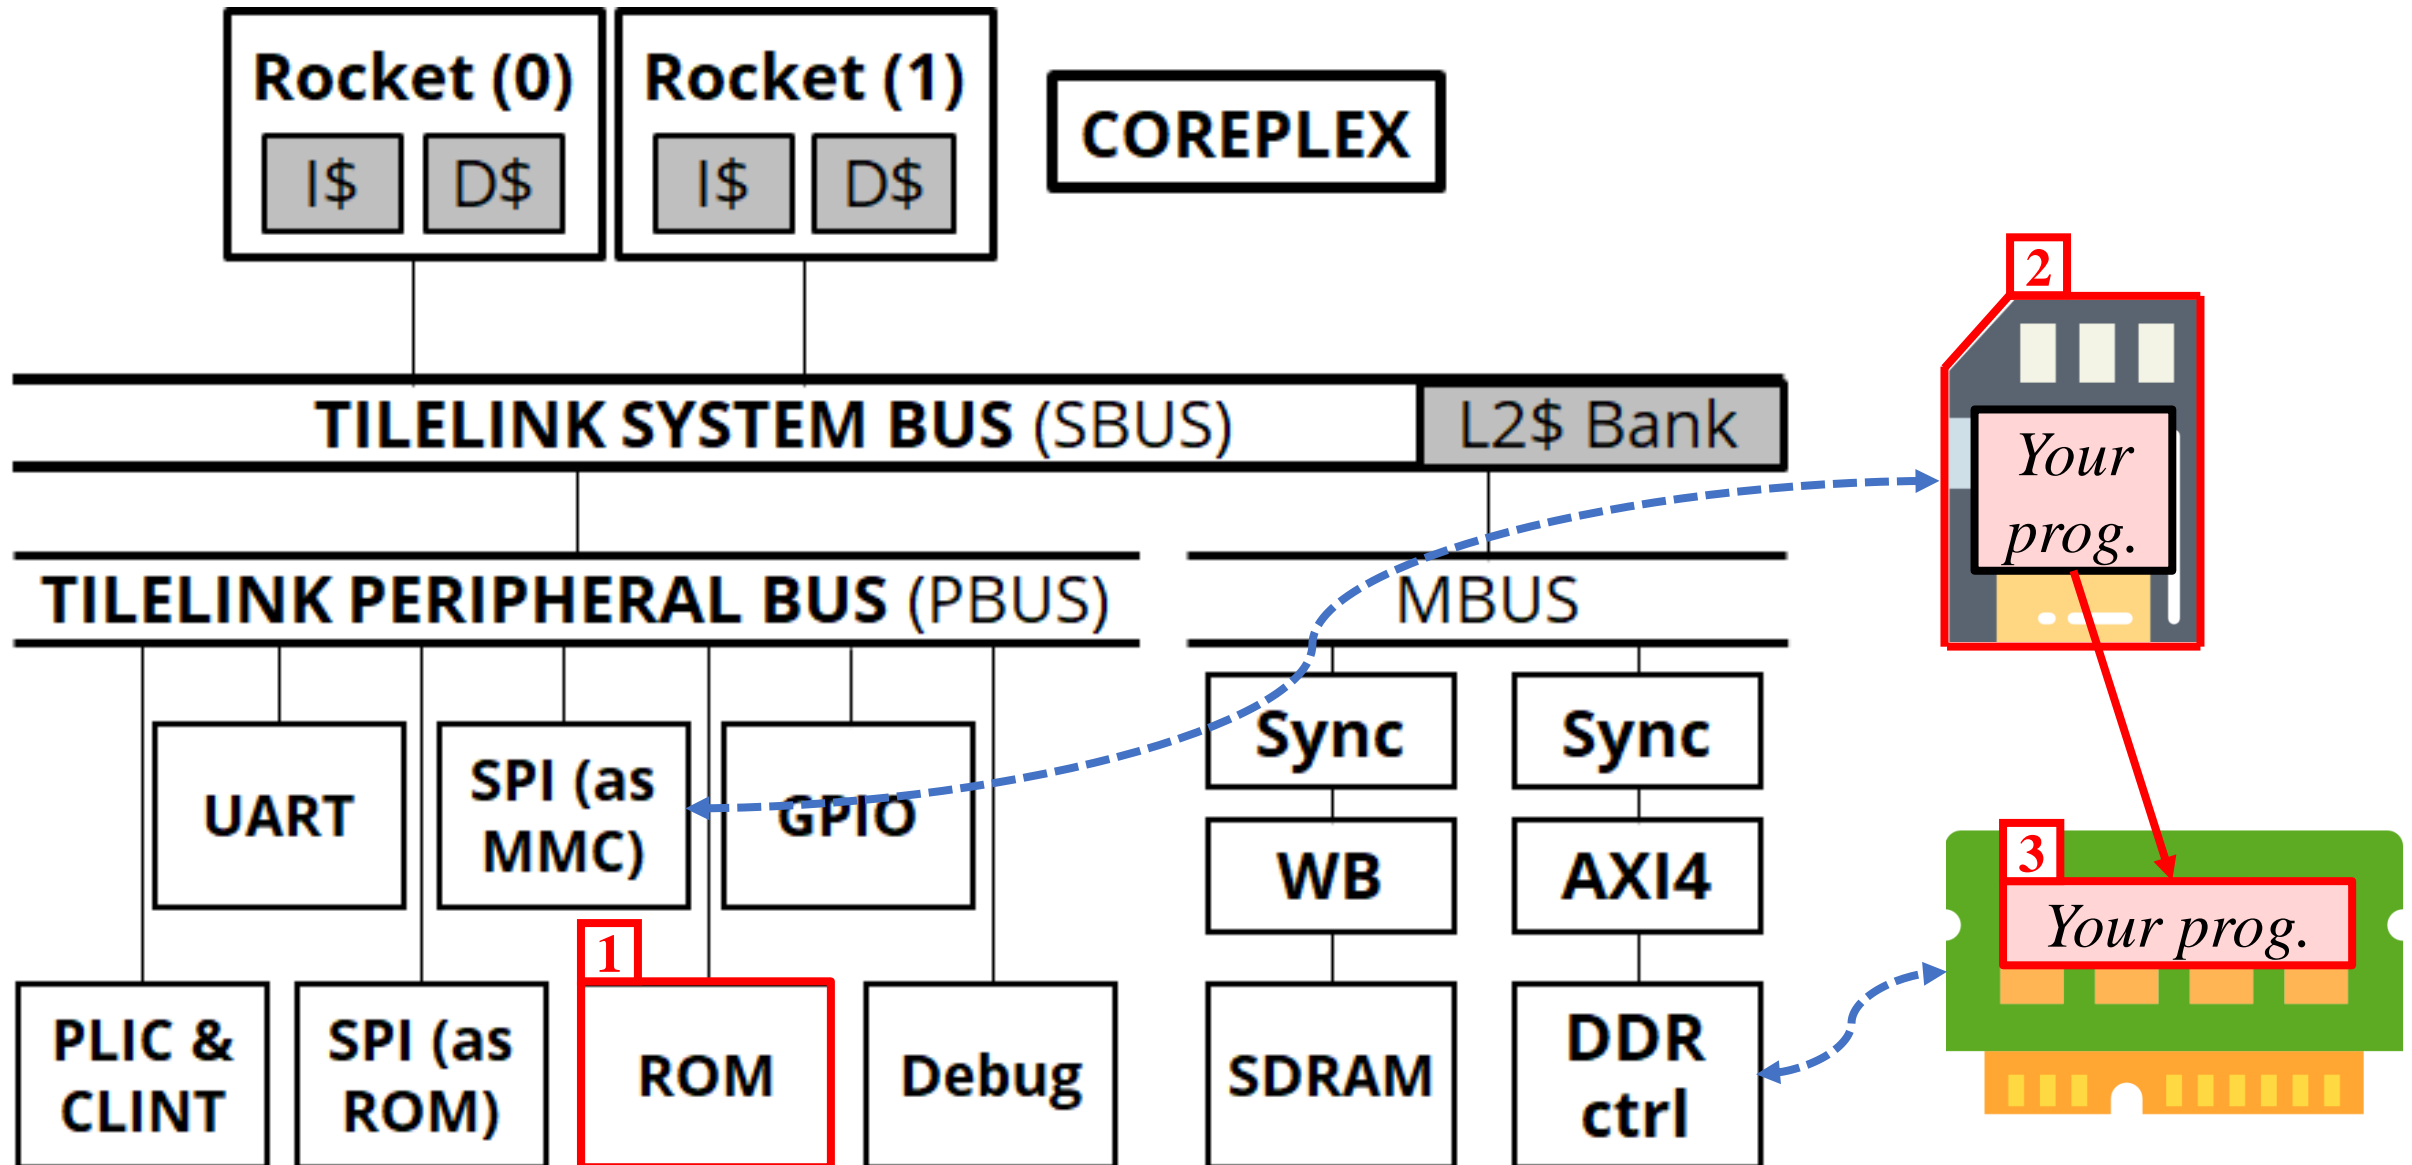 Rocket (0)
I$
D$
Rocket (1)
I$
D$
COREPLEX
TILELINK SYSTEM BUS (SBUS)
L2$ Bank
TILELINK PERIPHERAL BUS (PBUS)
MBUS
UART
SPI (as
MMC)
GPIO
PLIC &
CLINT
SPI (as
ROM)
1
ROM
Debug
Sync
WB
SDRAM
Sync
AXI4
DDR
ctrl
2
Your
prog.
3
Your prog.